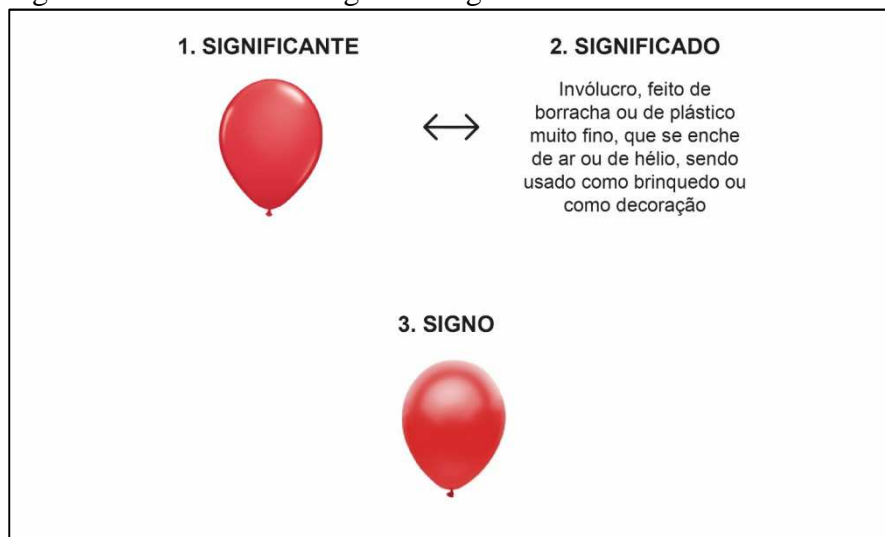 1. SIGNIFICANTE
2. SIGNIFICADO
Invólucro, feito de
borracha ou de plástico
muito fino, que se enche
de ar ou de hélio, sendo
usado como brinquedo ou
como decoração
3. SIGNO